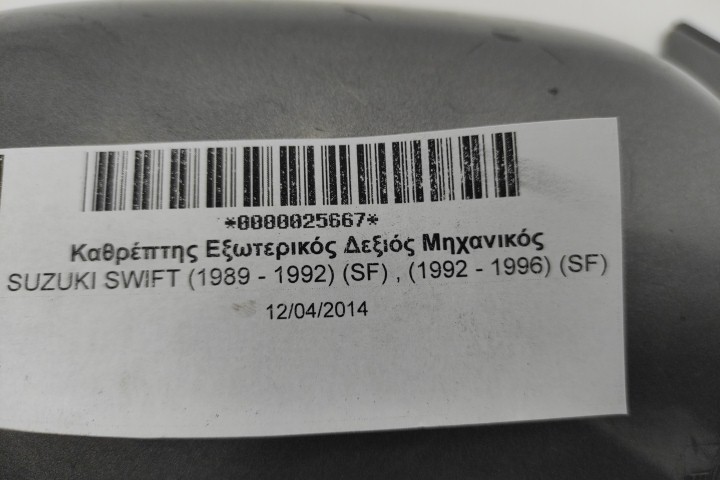 *0000025667*
Καθρέπτης Εξωτερικός Δεξιός Μηχανικός
SUZUKI SWIFT (1989 - 1992) (SF) , (1992 - 1996) (SF)
12/04/2014